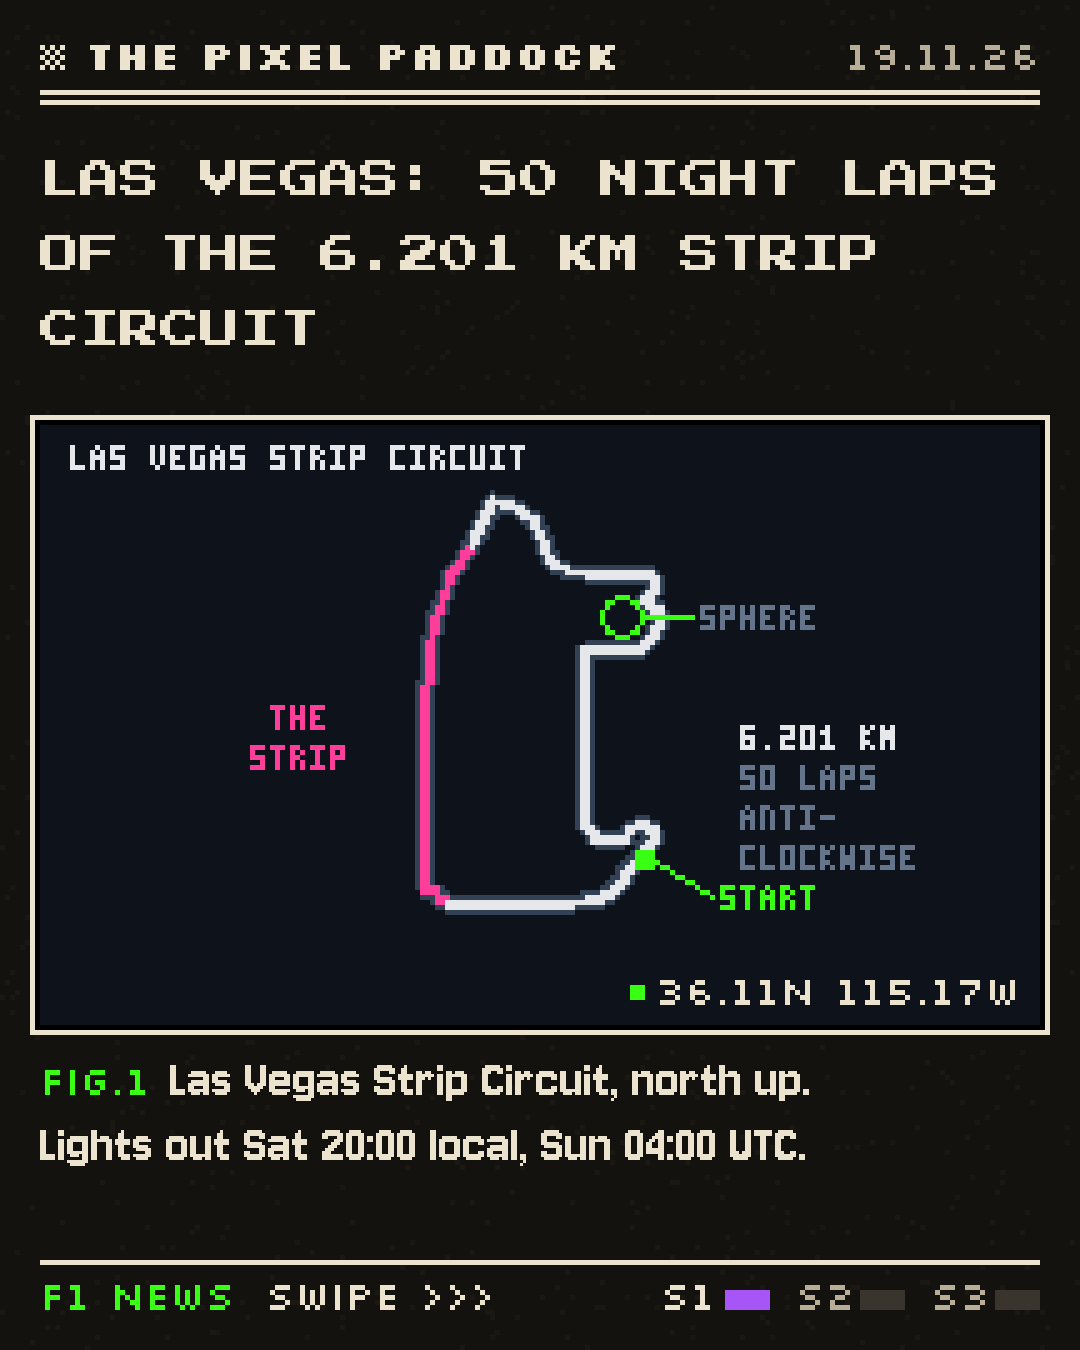 THE PIXEL PADDOCK
19.11.26
LAS VEGAS: 50 NIGHT LAPS
OF THE 6.201 KM STRIP
CIRCUIT
LAS VEGAS STRIP CIRCUIT
SPHERE
THE
STRIP
6.201 KM
50 LAPS
ANTI-
CLOCKWISE
START
36.11N 115.17W
FIG.1 Las Vegas Strip Circuit, north up.
Lights out Sat 20:00 local, Sun 04:00 UTC.
F1 NEWS SWIPE >>> S1 S2 S3